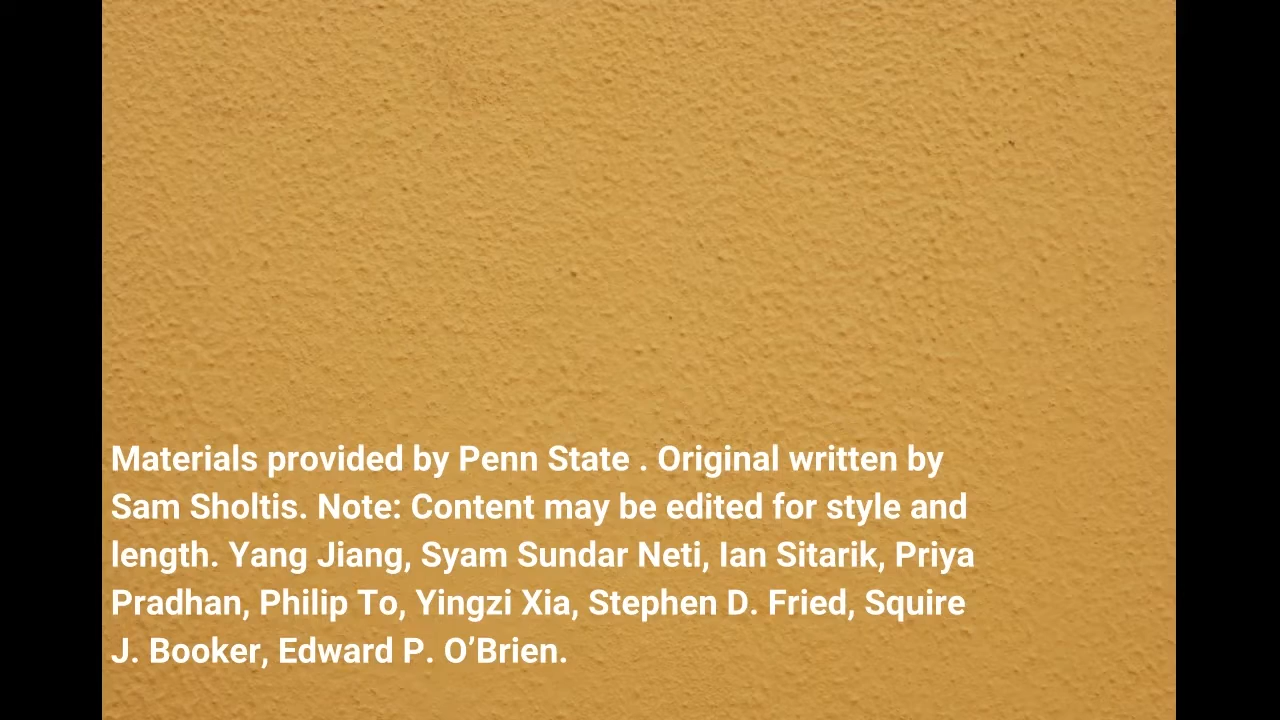 Materials provided by Penn State . Original written by
Sam Sholtis. Note: Content may be edited for style and
length. Yang Jiang, Syam Sundar Neti, Ian Sitarik, Priya
Pradhan, Philip To, Yingzi Xia, Stephen D. Fried, Squire
J. Booker, Edward P. O’Brien.